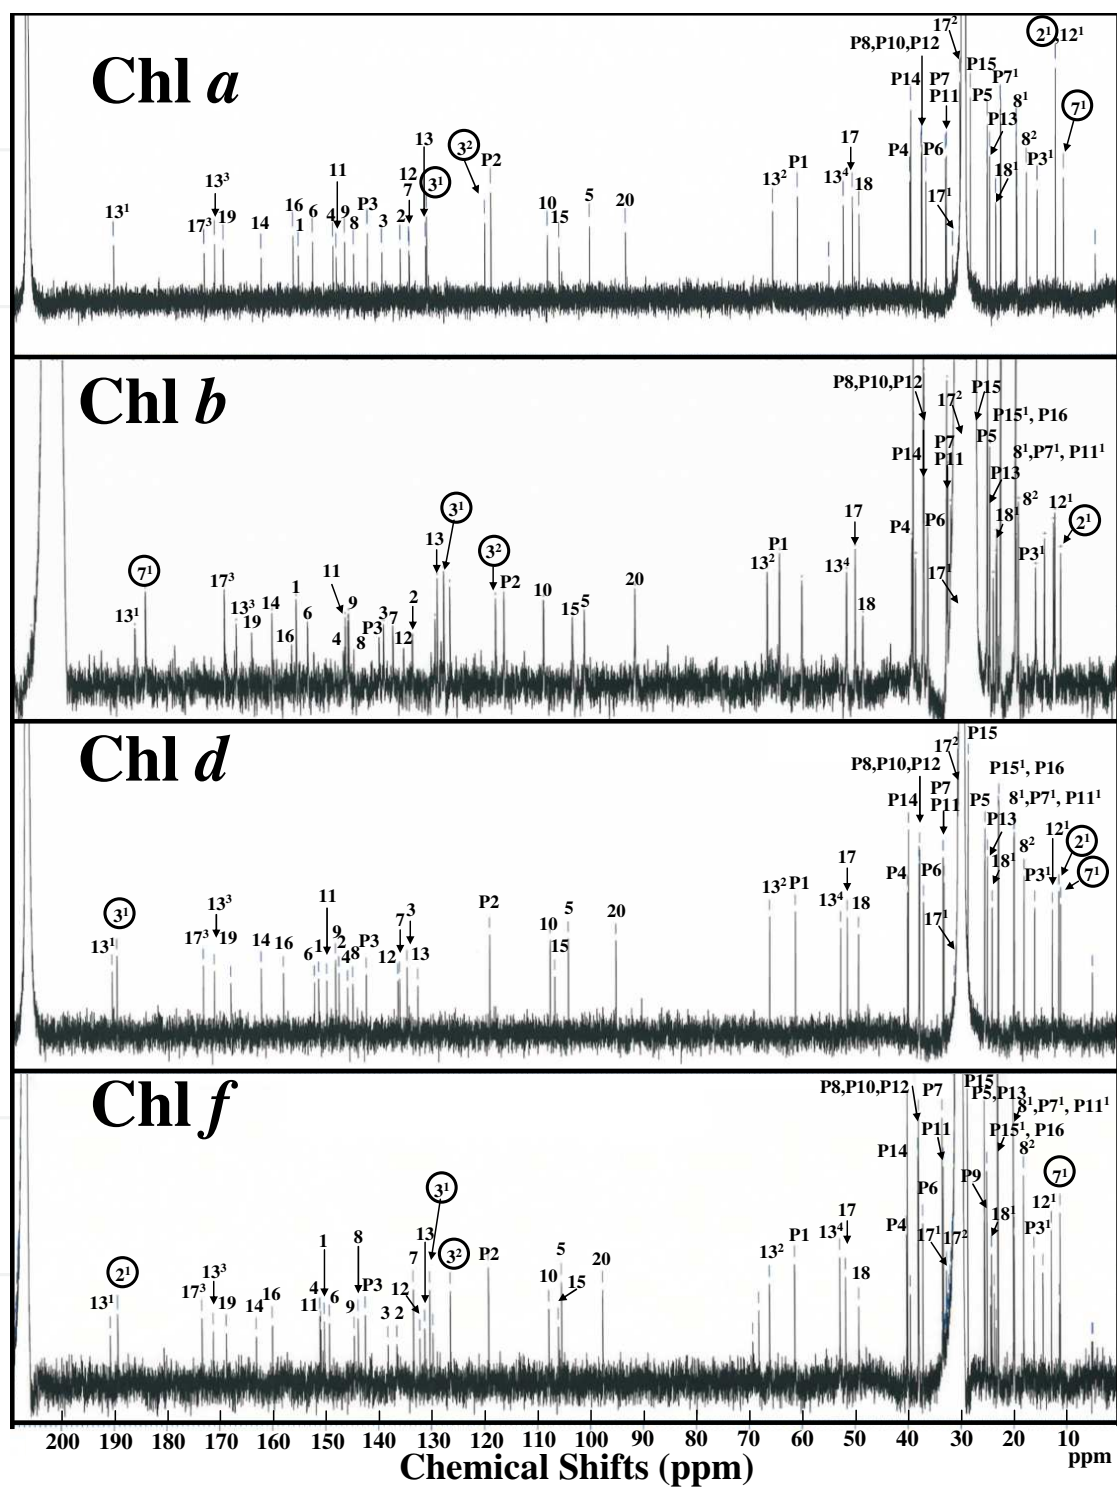 Chl a
13¹
17³
13³
19
14
16
1
6
11
4
9
8
P3
3
2
12
7
13
3¹
3²
P2
10
15
5
20
13²
P1
13⁴
17
18
P8,P10,P12
P14
P4
P6
P7
P11
17²
17¹
P15
P5
P7¹
P13
18¹
8¹
8²
P3¹
2¹,12¹
7¹
Chl b
13¹
7¹
17³
13³
19
14
16
1
6
11
4
9
8
P3
3
7
12
2
13
3¹
3²
P2
10
15
5
20
13²
P1
13⁴
17
18
P8,P10,P12
P14
P4
P6
P7
P11
17²
17¹
P15
P5
P15¹, P16
8¹,P7¹, P11¹
P13
18¹
8²
P3¹
12¹
2¹
Chl d
13¹
3¹
17³
13³
19
14
16
6
1
11
9
2
4
8
P3
12
7
3
13
P2
10
15
5
20
13²
P1
13⁴
17
18
P8,P10,P12
P14
P4
P6
P7
P11
17²
17¹
P15
P5
P15¹, P16
8¹,P7¹, P11¹
P13
18¹
8²
P3¹
12¹
2¹
7¹
Chl f
13¹
2¹
17³
13³
19
14
16
11
4
1
6
9
8
P3
3
2
12
7
13
3¹
3²
P2
10
5
15
20
13²
P1
13⁴
17
18
P8,P10,P12
P14
P4
P7
P11
P6
17¹
17²
P15
P5,P13
8¹,P7¹, P11¹
P15¹, P16
8²
P9
18¹
P3¹
12¹
7¹
200 190 180 170 160 150 140 130 120 110 100 90 80 70 60 50 40 30 20 10
ppm
Chemical Shifts (ppm)